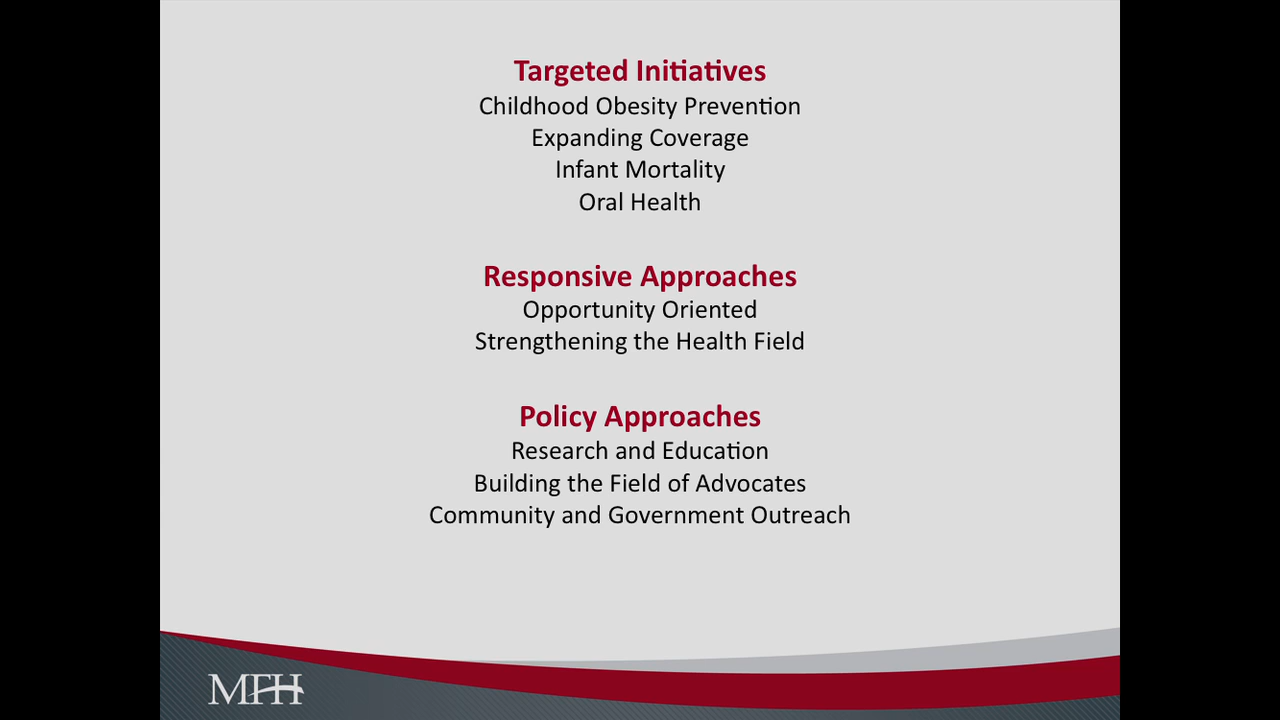 Targeted Initiatives
Childhood Obesity Prevention
Expanding Coverage
Infant Mortality
Oral Health
Responsive Approaches
Opportunity Oriented
Strengthening the Health Field
Policy Approaches
Research and Education
Building the Field of Advocates
Community and Government Outreach
MFH